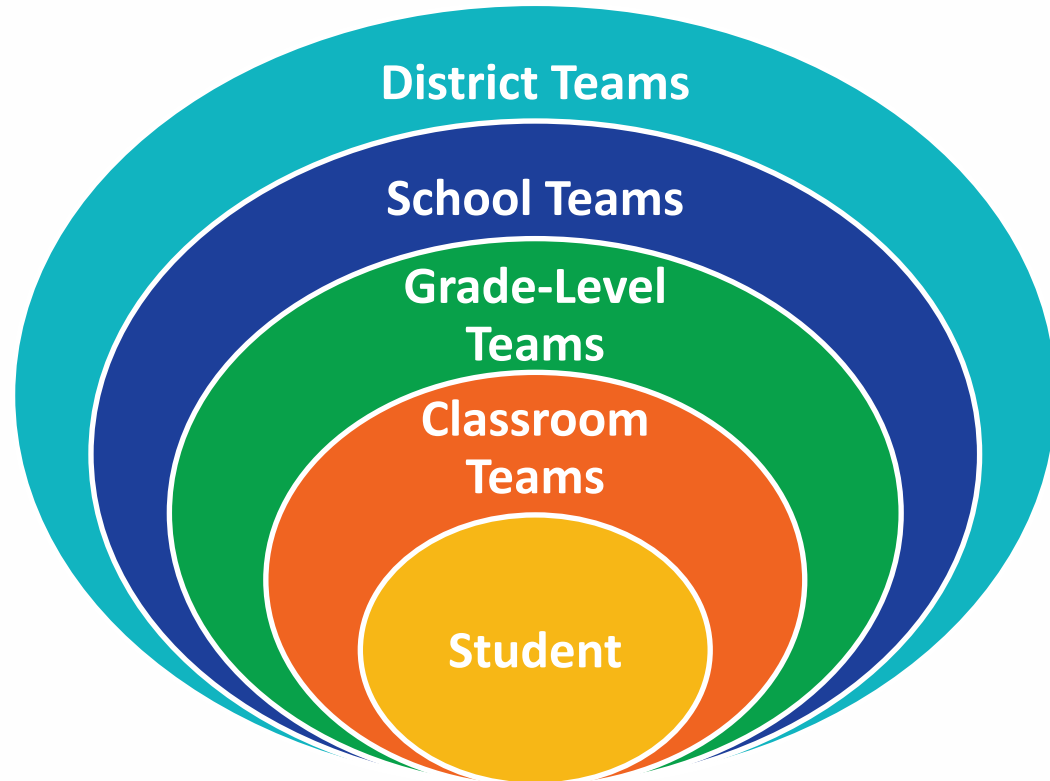 District Teams
School Teams
Grade-Level
Teams
Classroom
Teams
Student